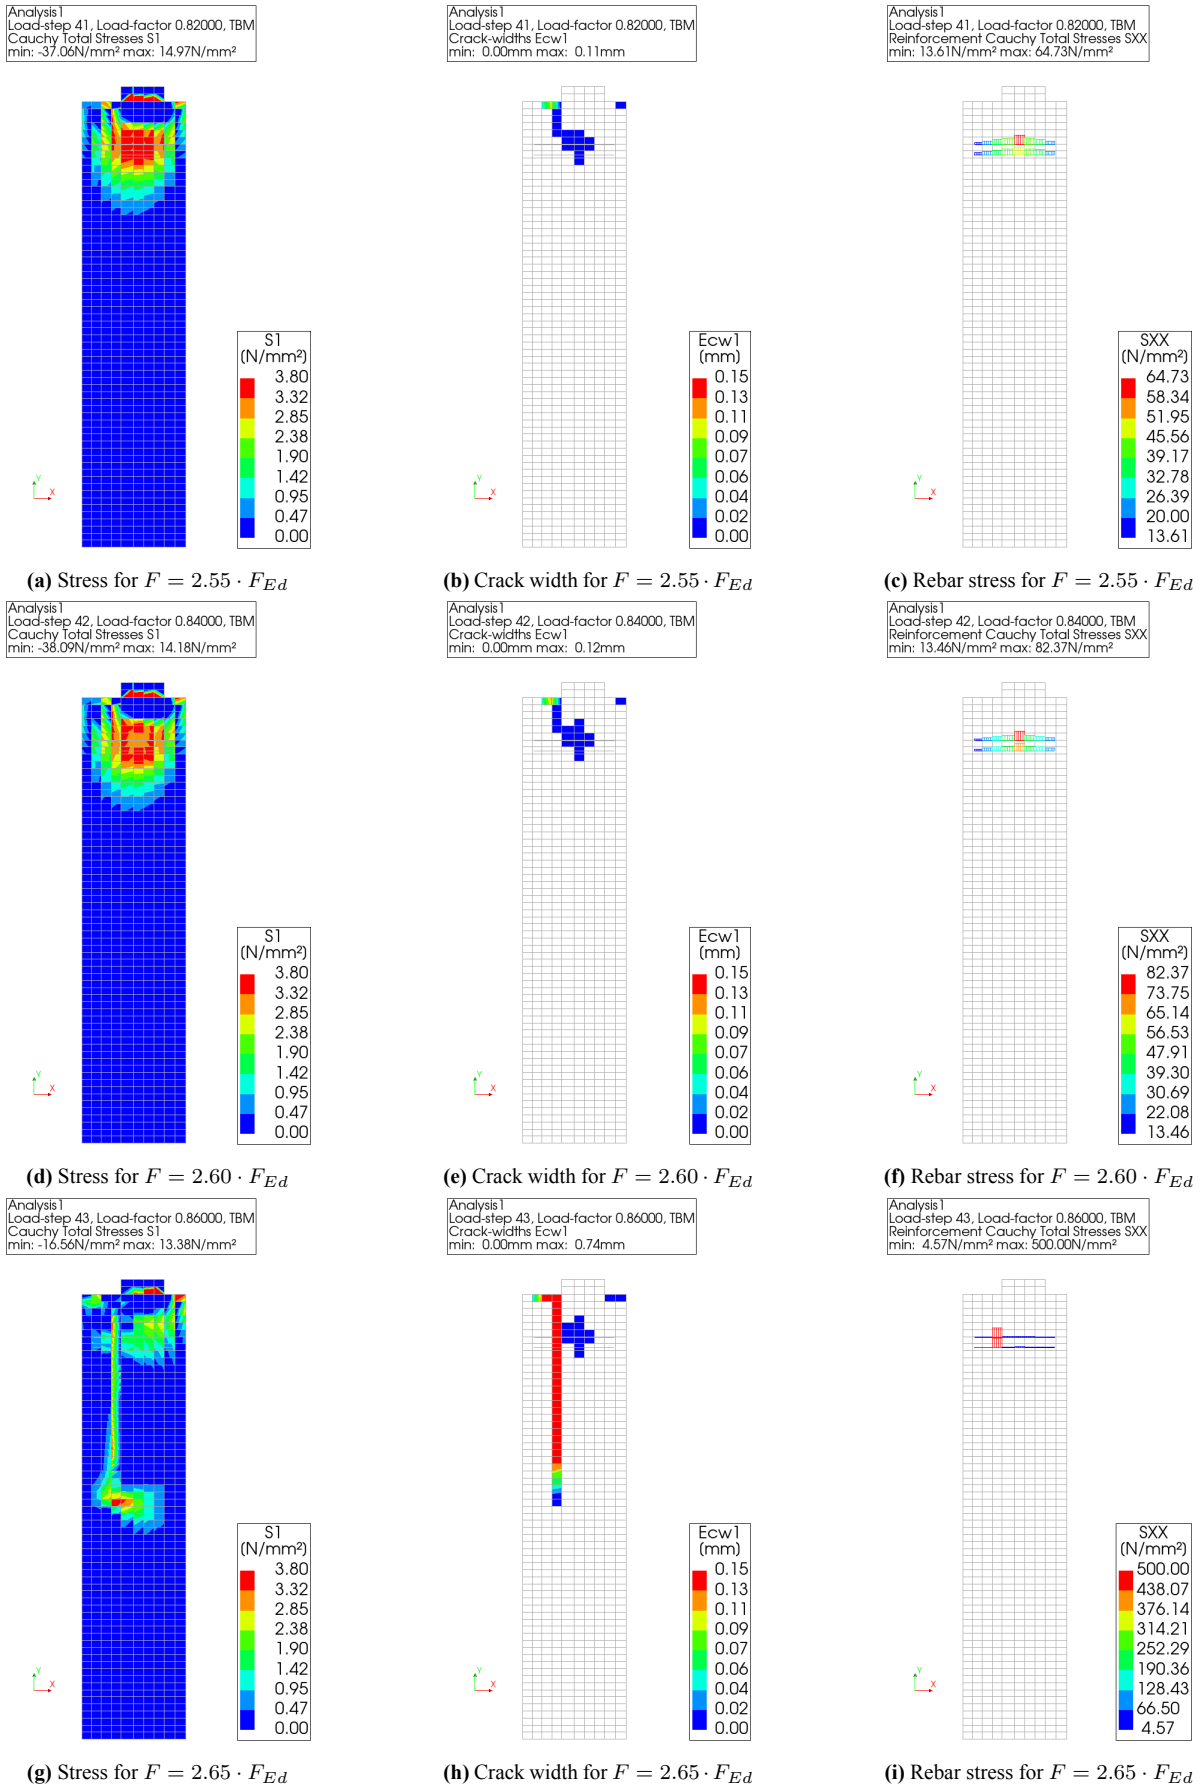 Analysis1
Load-step 41, Load-factor 0.82000, TBM
Cauchy Total Stresses S1
min: -37.06N/mm² max: 14.97N/mm²
Analysis1
Load-step 41, Load-factor 0.82000, TBM
Crack-widths Ecw1
min: 0.00mm max: 0.11mm
Analysis1
Load-step 41, Load-factor 0.82000, TBM
Reinforcement Cauchy Total Stresses SXX
min: 13.61N/mm² max: 64.73N/mm²
S1
(N/mm²)
3.80
3.32
2.85
2.38
1.90
1.42
0.95
0.47
0.00
Y
X
Ecw1
(mm)
0.15
0.13
0.11
0.09
0.07
0.06
0.04
0.02
0.00
Y
X
SXX
(N/mm²)
64.73
58.34
51.95
45.56
39.17
32.78
26.39
20.00
13.61
Y
X
(a) Stress for F = 2.55 · F_Ed
(b) Crack width for F = 2.55 · F_Ed
(c) Rebar stress for F = 2.55 · F_Ed
Analysis1
Load-step 42, Load-factor 0.84000, TBM
Cauchy Total Stresses S1
min: -38.09N/mm² max: 14.18N/mm²
Analysis1
Load-step 42, Load-factor 0.84000, TBM
Crack-widths Ecw1
min: 0.00mm max: 0.12mm
Analysis1
Load-step 42, Load-factor 0.84000, TBM
Reinforcement Cauchy Total Stresses SXX
min: 13.46N/mm² max: 82.37N/mm²
S1
(N/mm²)
3.80
3.32
2.85
2.38
1.90
1.42
0.95
0.47
0.00
Y
X
Ecw1
(mm)
0.15
0.13
0.11
0.09
0.07
0.06
0.04
0.02
0.00
Y
X
SXX
(N/mm²)
82.37
73.75
65.14
56.53
47.91
39.30
30.69
22.08
13.46
Y
X
(d) Stress for F = 2.60 · F_Ed
(e) Crack width for F = 2.60 · F_Ed
(f) Rebar stress for F = 2.60 · F_Ed
Analysis1
Load-step 43, Load-factor 0.86000, TBM
Cauchy Total Stresses S1
min: -16.56N/mm² max: 13.38N/mm²
Analysis1
Load-step 43, Load-factor 0.86000, TBM
Crack-widths Ecw1
min: 0.00mm max: 0.74mm
Analysis1
Load-step 43, Load-factor 0.86000, TBM
Reinforcement Cauchy Total Stresses SXX
min: 4.57N/mm² max: 500.00N/mm²
S1
(N/mm²)
3.80
3.32
2.85
2.38
1.90
1.42
0.95
0.47
0.00
Y
X
Ecw1
(mm)
0.15
0.13
0.11
0.09
0.07
0.06
0.04
0.02
0.00
Y
X
SXX
(N/mm²)
500.00
438.07
376.14
314.21
252.29
190.36
128.43
66.50
4.57
Y
X
(g) Stress for F = 2.65 · F_Ed
(h) Crack width for F = 2.65 · F_Ed
(i) Rebar stress for F = 2.65 · F_Ed